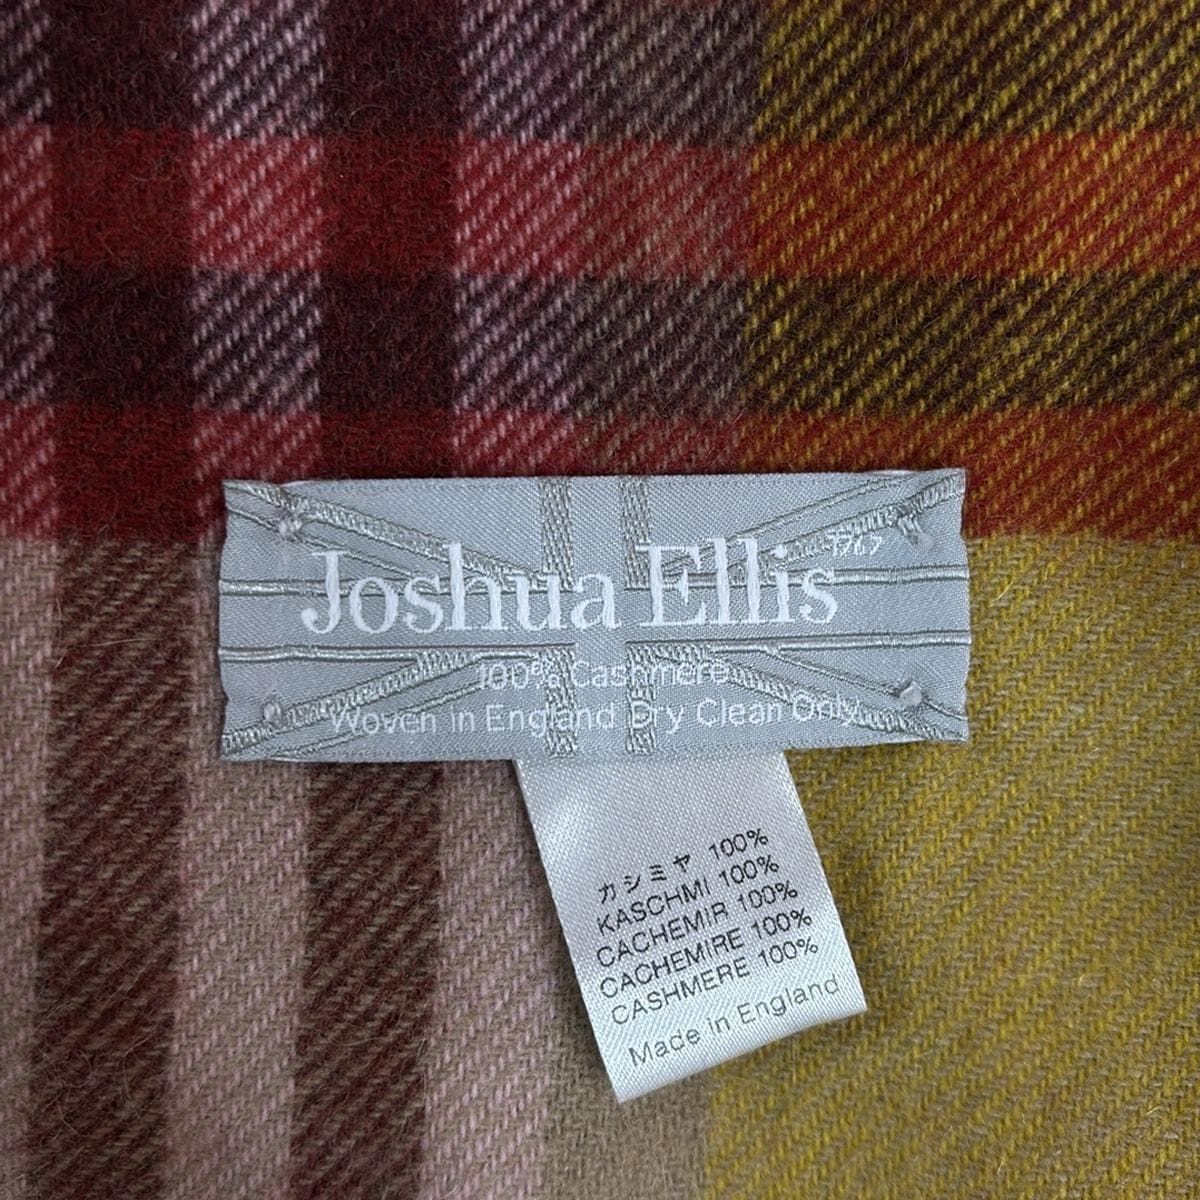 Joshua Ellis 1767
100% Cashmere
Woven in England Dry Clean Only
カシミヤ 100%
KASCHMI 100%
CACHEMIR 100%
CACHEMIRE 100%
CASHMERE 100%
Made in England